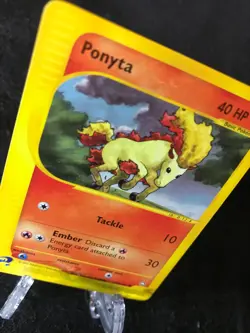 Ponyta
40 HP
Tackle
10
Ember Discard a
Energy card attached to
Ponyta.
30